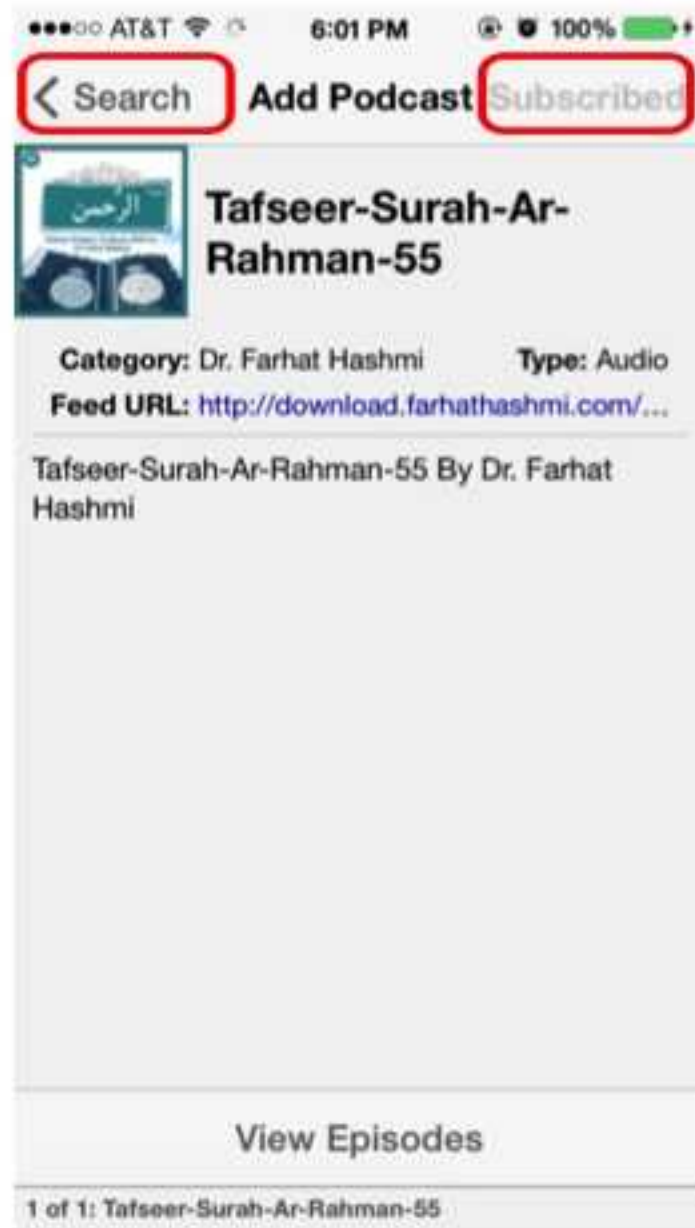 AT&T 6:01 PM 100%
Search Add Podcast Subscribed
الرحمن
Tafseer-Surah-Ar-
Rahman-55
Category: Dr. Farhat Hashmi Type: Audio
Feed URL: http://download.farhathashmi.com/...
Tafseer-Surah-Ar-Rahman-55 By Dr. Farhat
Hashmi
View Episodes
1 of 1: Tafseer-Surah-Ar-Rahman-55